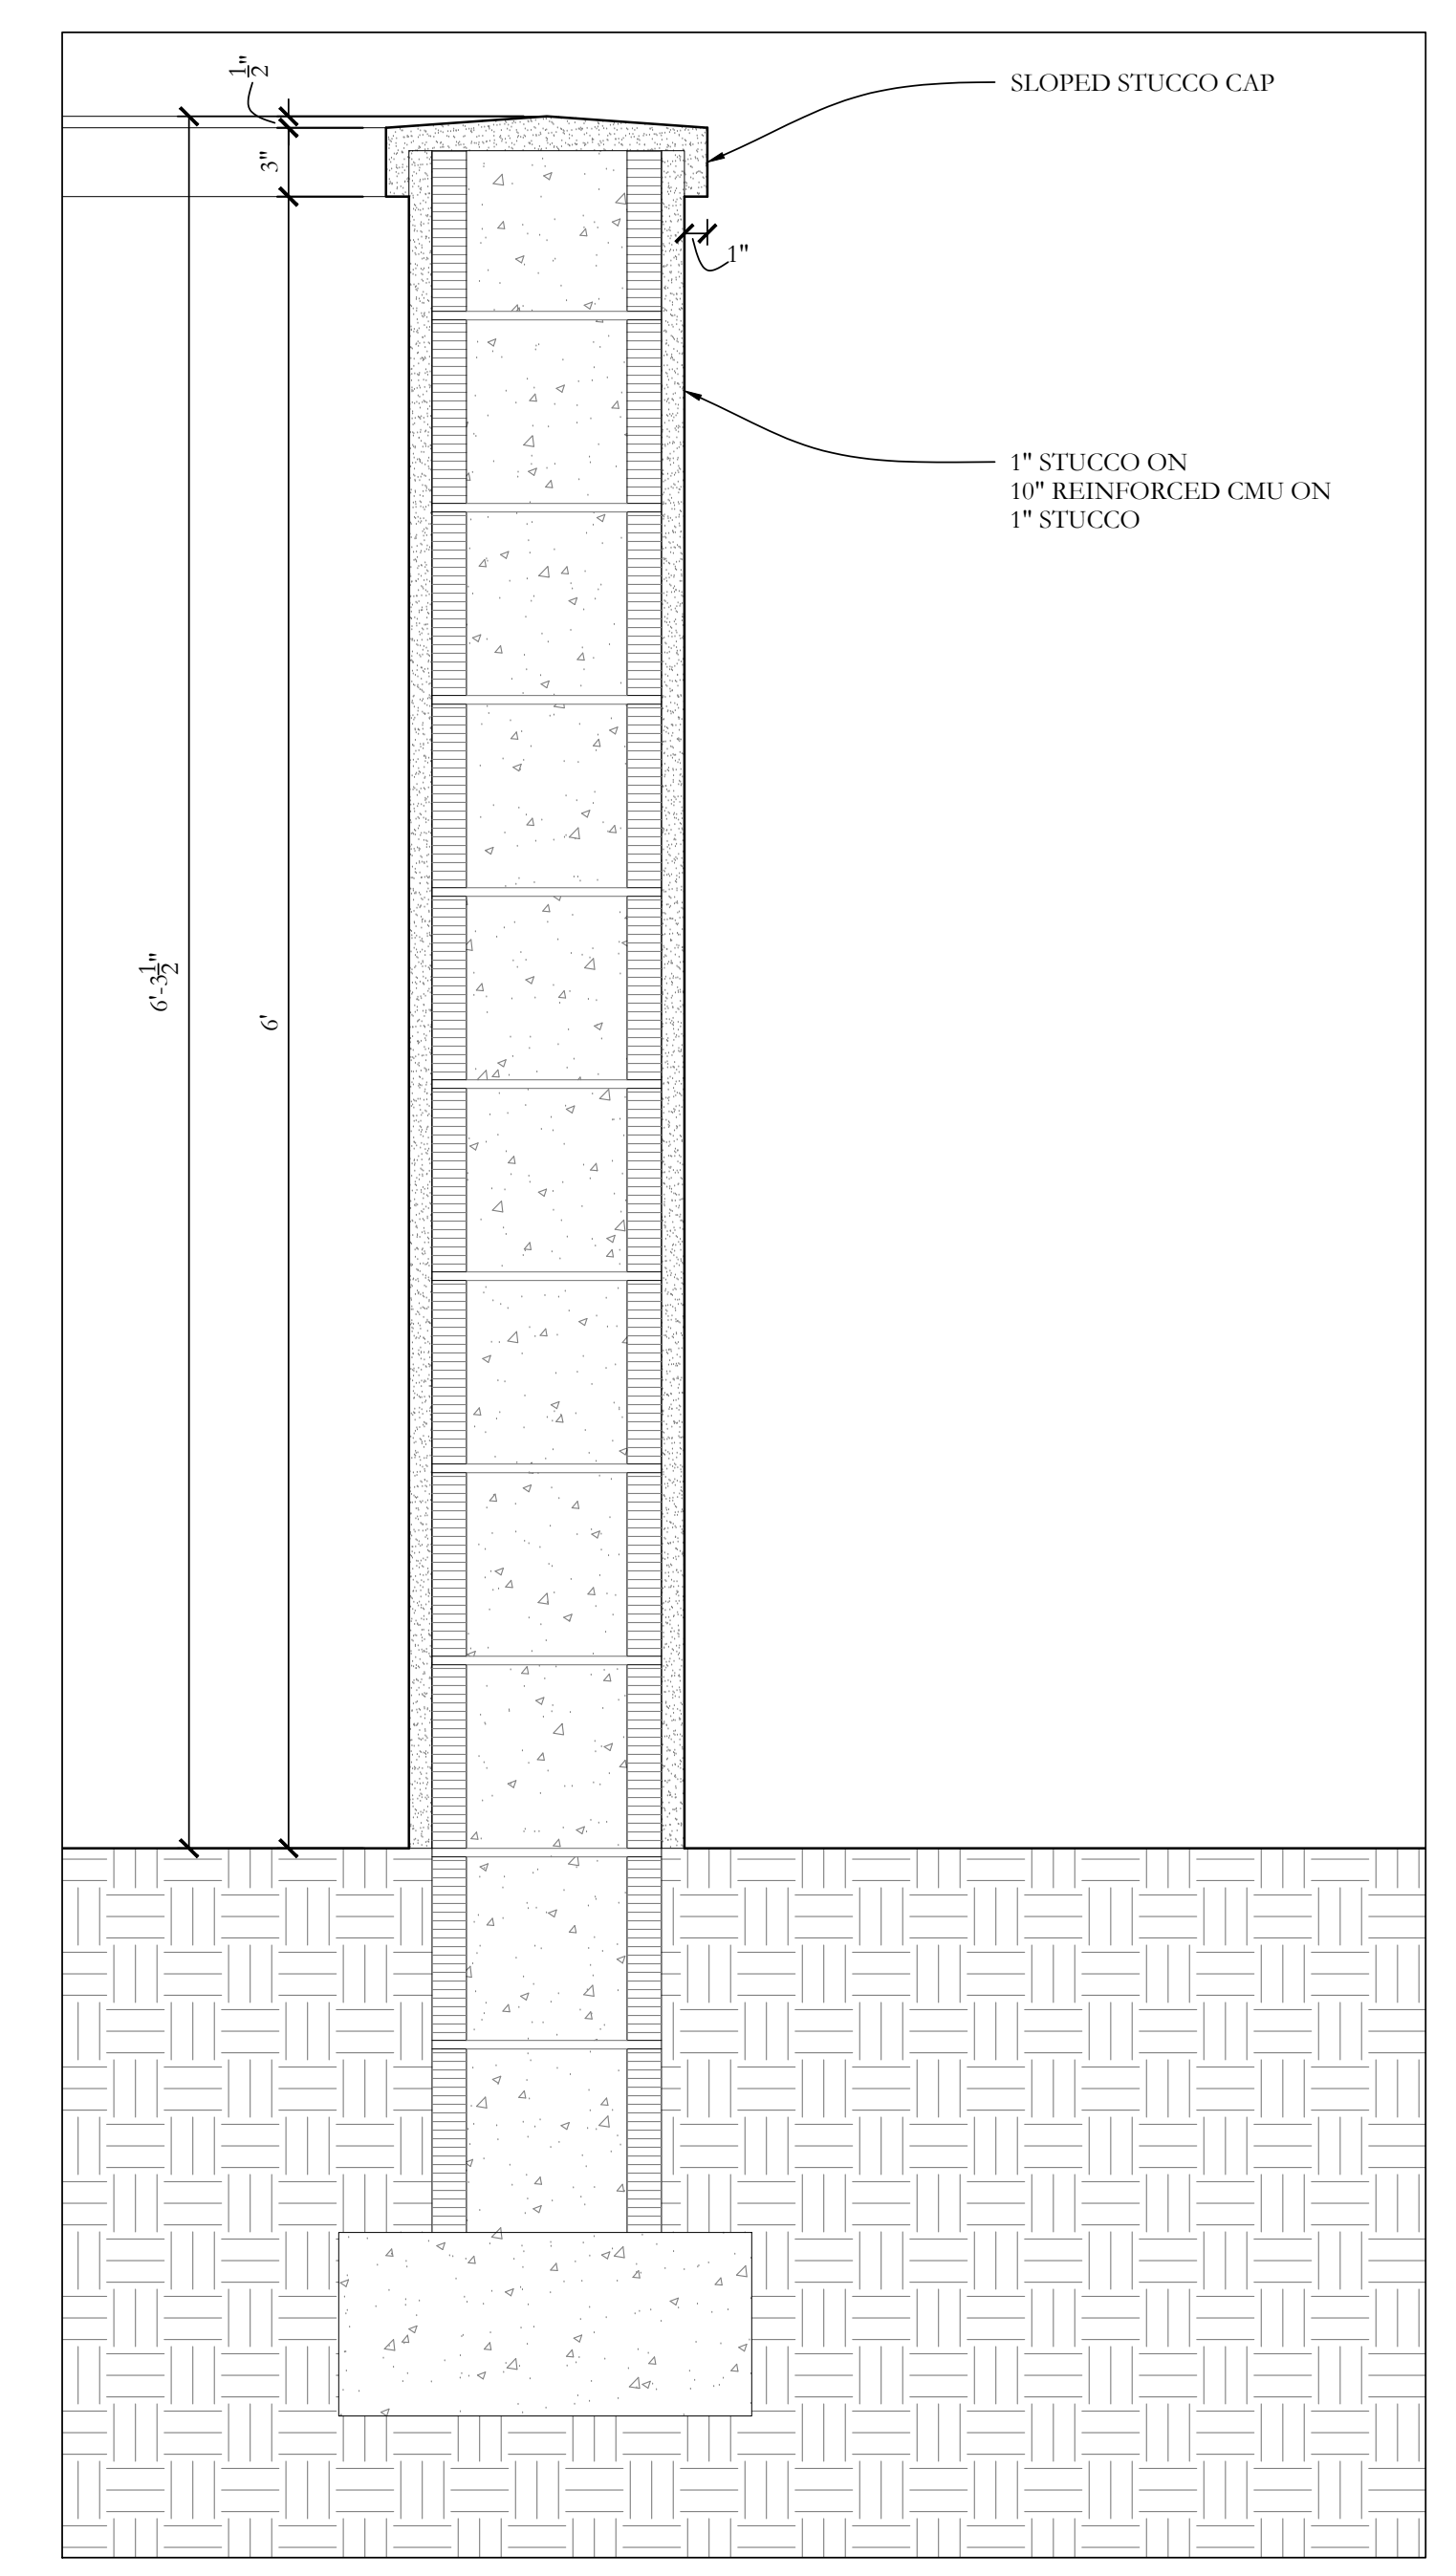 1/2"
SLOPED STUCCO CAP
3"
1"
1" STUCCO ON
10" REINFORCED CMU ON
1" STUCCO
6'-3 1/2"
6'